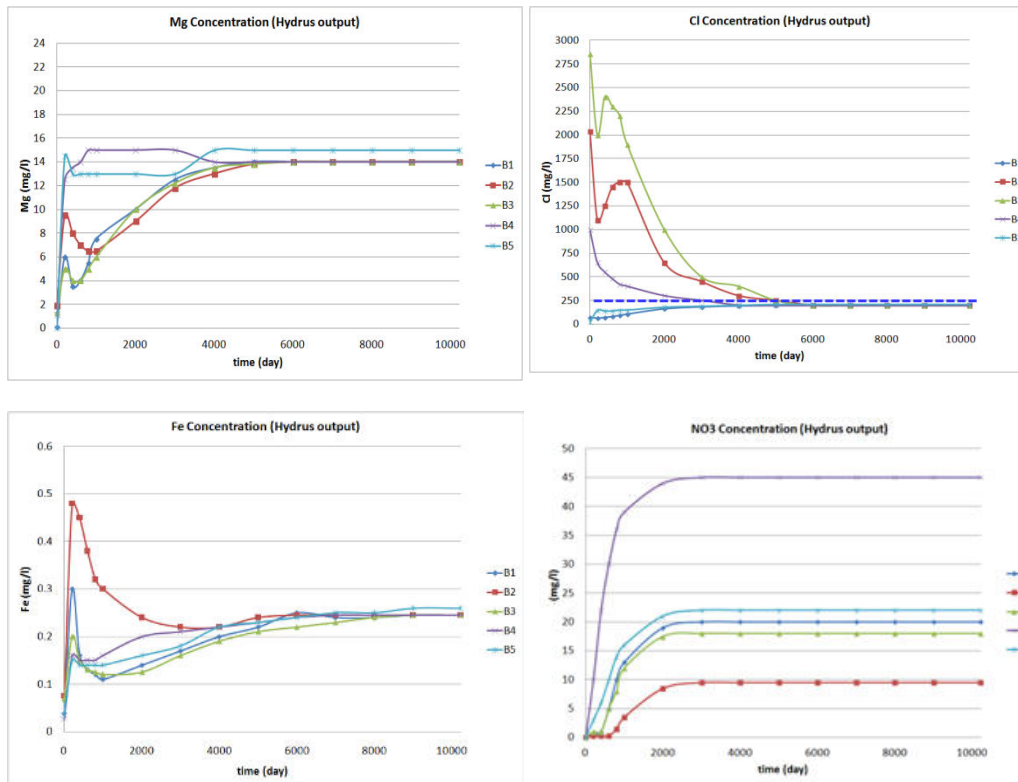 Mg Concentration (Hydrus output)
24
22
20
18
16
14
12
10
8
6
4
2
0
Mg (mg/l)
0 2000 4000 6000 8000 10000
time (day)
B1
B2
B3
B4
B5
Cl Concentration (Hydrus output)
3000
2750
2500
2250
2000
1750
1500
1250
1000
750
500
250
0
Cl (mg/l)
0 2000 4000 6000 8000 10000
time (day)
B
B
B
B
B
Fe Concentration (Hydrus output)
0.6
0.5
0.4
0.3
0.2
0.1
0
Fe (mg/l)
0 2000 4000 6000 8000 10000
time (day)
B1
B2
B3
B4
B5
NO3 Concentration (Hydrus output)
50
45
40
35
30
25
20
15
10
5
0
(mg/l)
0 2000 4000 6000 8000 10000
time (day)